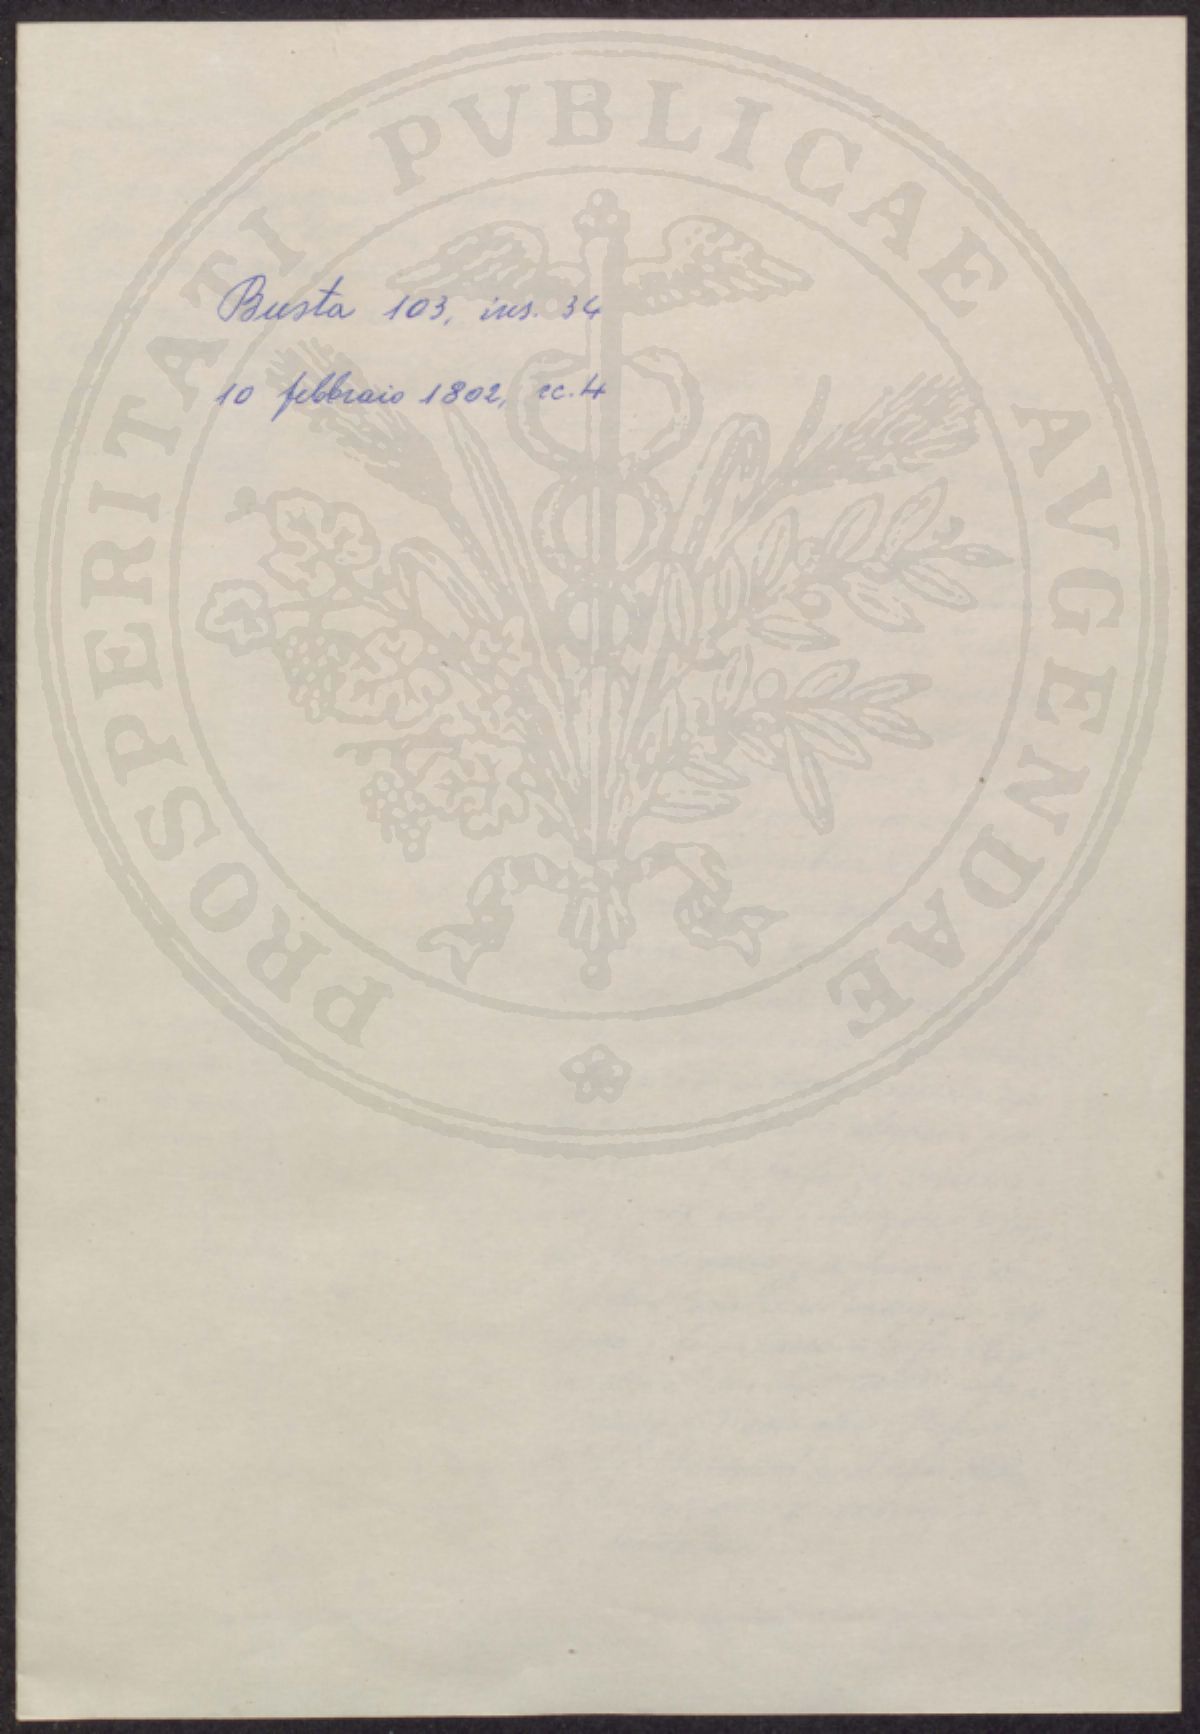 PROSPERITATI PVBLICAE AVGENDAE
Busta 103, ins. 34
10 febbraio 1802, cc. 4